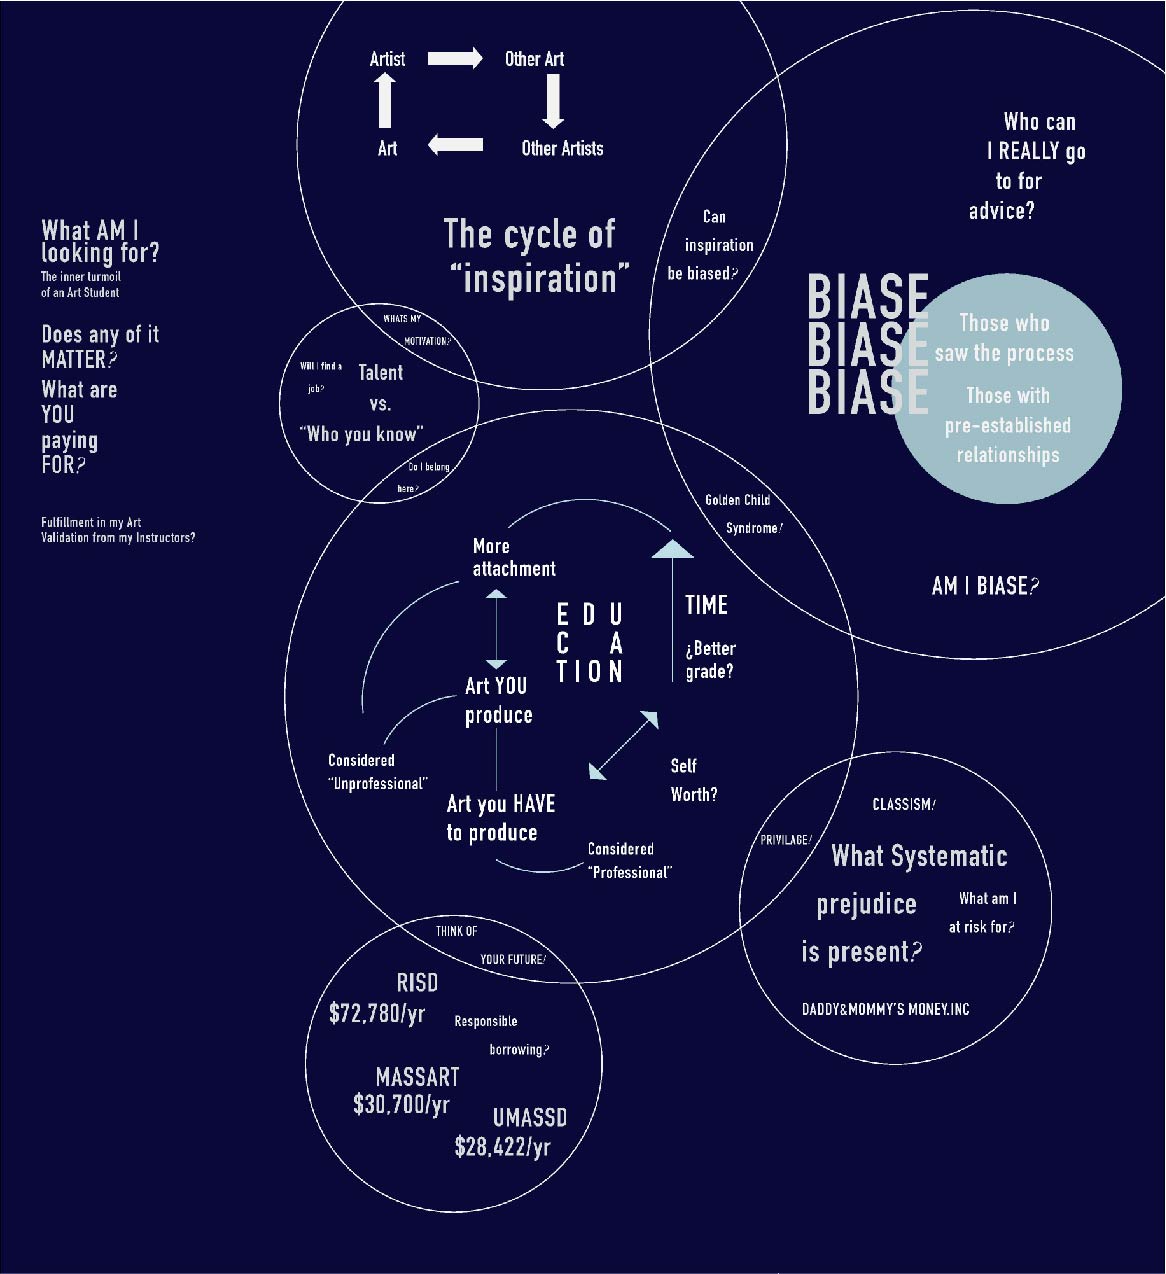 Artist
Other Art
Art
Other Artists
The cycle of
“inspiration”
Can
inspiration
be biased?
Who can
I REALLY go
to for
advice?
What AM I
looking for?
The inner turmoil
of an Art Student
Does any of it
MATTER?
What are
YOU
paying
FOR?
Fulfillment in my Art
Validation from my Instructors?
BIASE
BIASE
BIASE
Those who
saw the process
Those with
pre-established
relationships
AM I BIASE?
WHATS MY
MOTIVATION?
Will I find a
job?
Talent
vs.
“Who you know”
Do I belong
here?
Golden Child
Syndrome!
More
attachment
EDU
C A
TION
TIME
¿Better
grade?
Art YOU
produce
Considered
“Unprofessional”
Self
Worth?
Art you HAVE
to produce
Considered
“Professional”
PRIVILAGE!
CLASSISM!
What Systematic
prejudice
is present?
What am I
at risk for?
DADDY&MOMMY'S MONEY.INC
THINK OF
YOUR FUTURE!
RISD
$72,780/yr
Responsible
borrowing?
MASSART
$30,700/yr
UMASSD
$28,422/yr